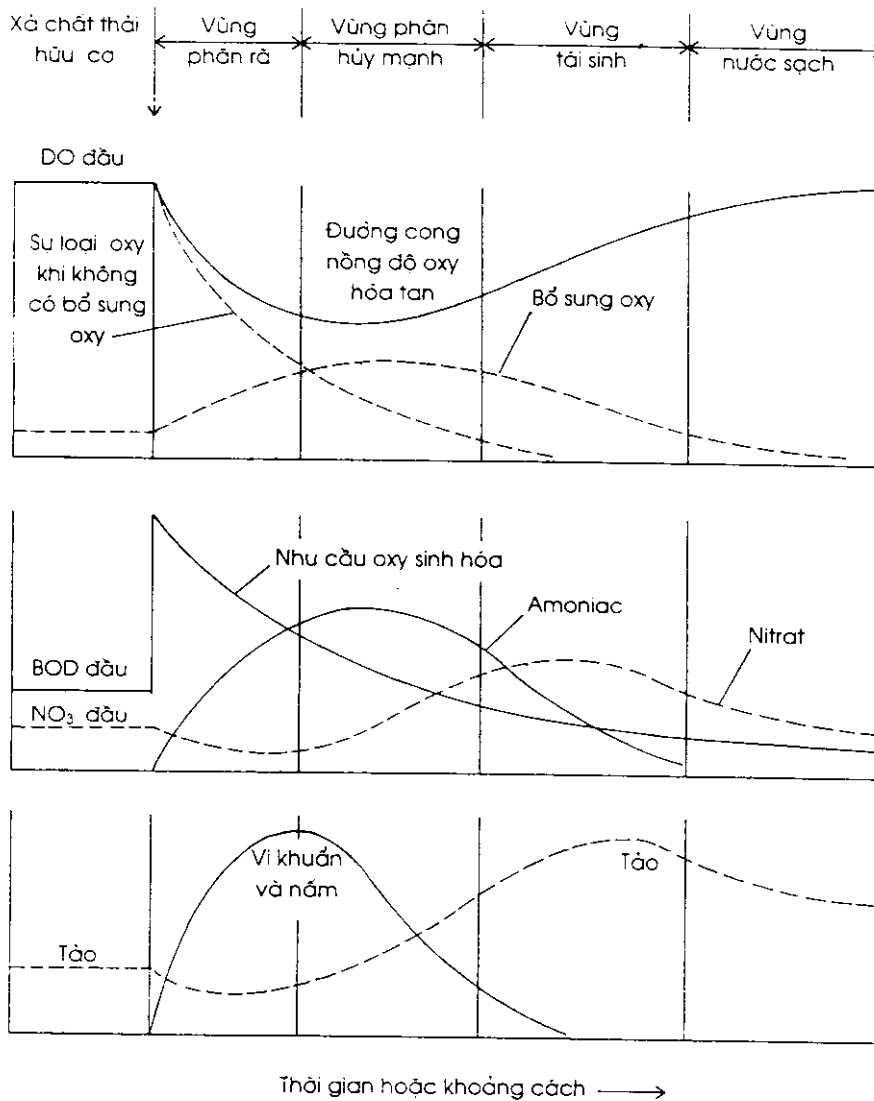 Xả chất thải
hữu cơ
Vùng
phân rả
Vùng phân
hủy mạnh
Vùng
tái sinh
Vùng
nước sạch
DO đầu
Sự loại oxy
khi không
có bổ sung
oxy
Đường cong
nồng độ oxy
hòa tan
Bổ sung oxy
Nhu cầu oxy sinh hóa
Amoniac
Nitrat
BOD đầu
NO₃ đầu
Vi khuẩn
và nấm
Tảo
Tảo
Thời gian hoặc khoảng cách